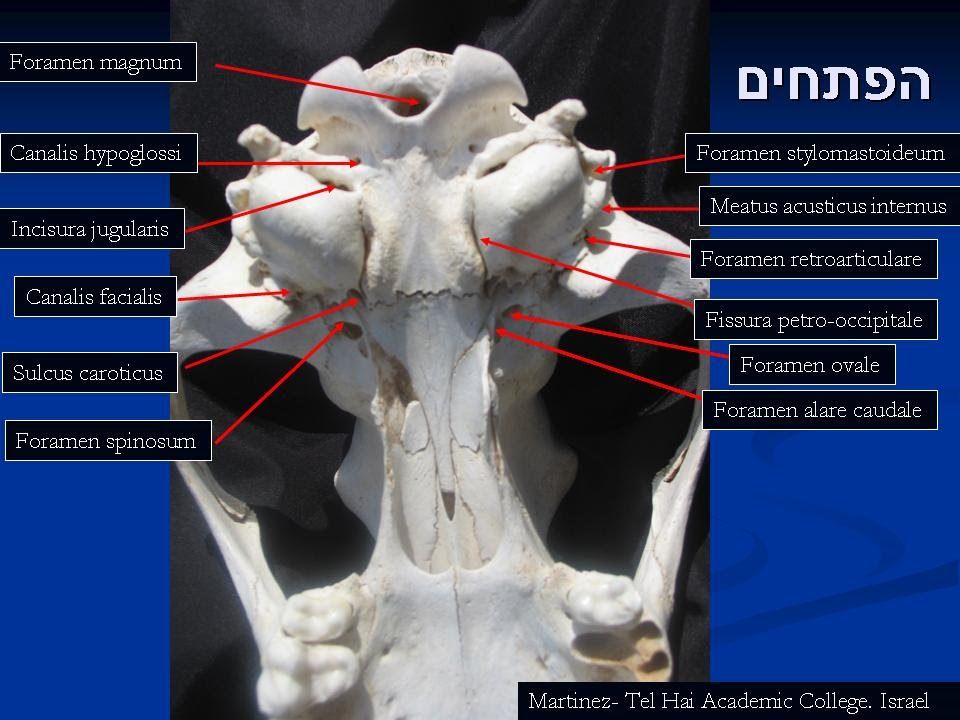 הפתחים
Foramen magnum
Canalis hypoglossi
Incisura jugularis
Canalis facialis
Sulcus caroticus
Foramen spinosum
Foramen stylomastoideum
Meatus acusticus internus
Foramen retroarticulare
Fissura petro-occipitale
Foramen ovale
Foramen alare caudale
Martinez- Tel Hai Academic College. Israel